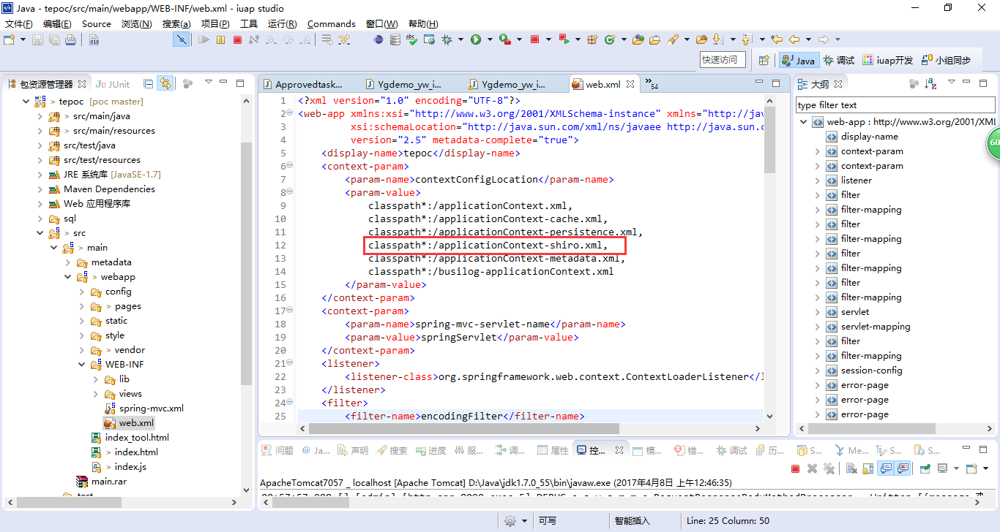 Java - tepoc/src/main/webapp/WEB-INF/web.xml - iuap studio
文件(F) 编辑(E) Source 浏览(N) 搜索(a) 项目(P) 工具 运行(R) Commands 窗口(W) 帮助(H)
快速访问 Java 调试 iuap开发 小组同步
包资源管理器 JUnit
> tepoc [poc master]
> src/main/java
> src/main/resources
src/test/java
src/test/resources
JRE 系统库 [JavaSE-1.7]
Maven Dependencies
Web 应用程序库
sql
> src
> main
metadata
> webapp
config
> pages
static
style
> vendor
WEB-INF
lib
views
spring-mvc.xml
web.xml
index_tool.html
> index.html
> index.js
main.rar
test
Approvedtask... Ygdemo_yw_i... Ygdemo_yw_i... web.xml 54
1 <?xml version="1.0" encoding="UTF-8"?>
2 <web-app xmlns:xsi="http://www.w3.org/2001/XMLSchema-instance" xmlns="http://jav
3 xsi:schemaLocation="http://java.sun.com/xml/ns/javaee http://java.sun.c
4 version="2.5" metadata-complete="true">
5 <display-name>tepoc</display-name>
6 <context-param>
7 <param-name>contextConfigLocation</param-name>
8 <param-value>
9 classpath*:/applicationContext.xml,
10 classpath*:/applicationContext-cache.xml,
11 classpath*:/applicationContext-persistence.xml,
12 classpath*:/applicationContext-shiro.xml,
13 classpath*:/applicationContext-metadata.xml,
14 classpath*:/busilog-applicationContext.xml
15 </param-value>
16 </context-param>
17 <context-param>
18 <param-name>spring-mvc-servlet-name</param-name>
19 <param-value>springServlet</param-value>
20 </context-param>
21 <listener>
22 <listener-class>org.springframework.web.context.ContextLoaderListener</l
23 </listener>
24 <filter>
25 <filter-name>encodingFilter</filter-name>
大纲
type filter text
web-app : http://www.w3.org/2001/XMl
display-name
context-param
context-param
listener
filter
filter-mapping
filter
filter-mapping
filter
filter-mapping
filter
filter-mapping
servlet
servlet-mapping
filter
filter-mapping
session-config
error-page
error-page
error-page
60
问题 @ Ja... 声明 搜索 进度 服... 调... 属性 控... 模... 错... 调试 历... S... Me... S... S...
ApacheTomcat7057 _ localhost [Apache Tomcat] D:\Java\jdk1.7.0_55\bin\javaw.exe (2017年4月8日 上午12:46:35)
可写 智能插入 Line: 25 Column: 50